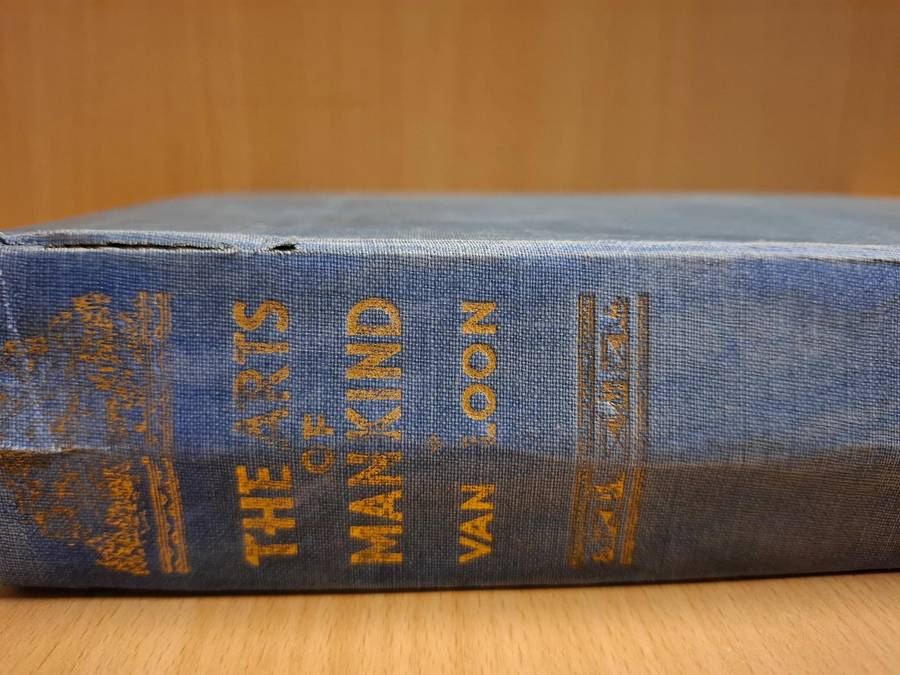 THE ARTS
OF
MANKIND
VAN LOON